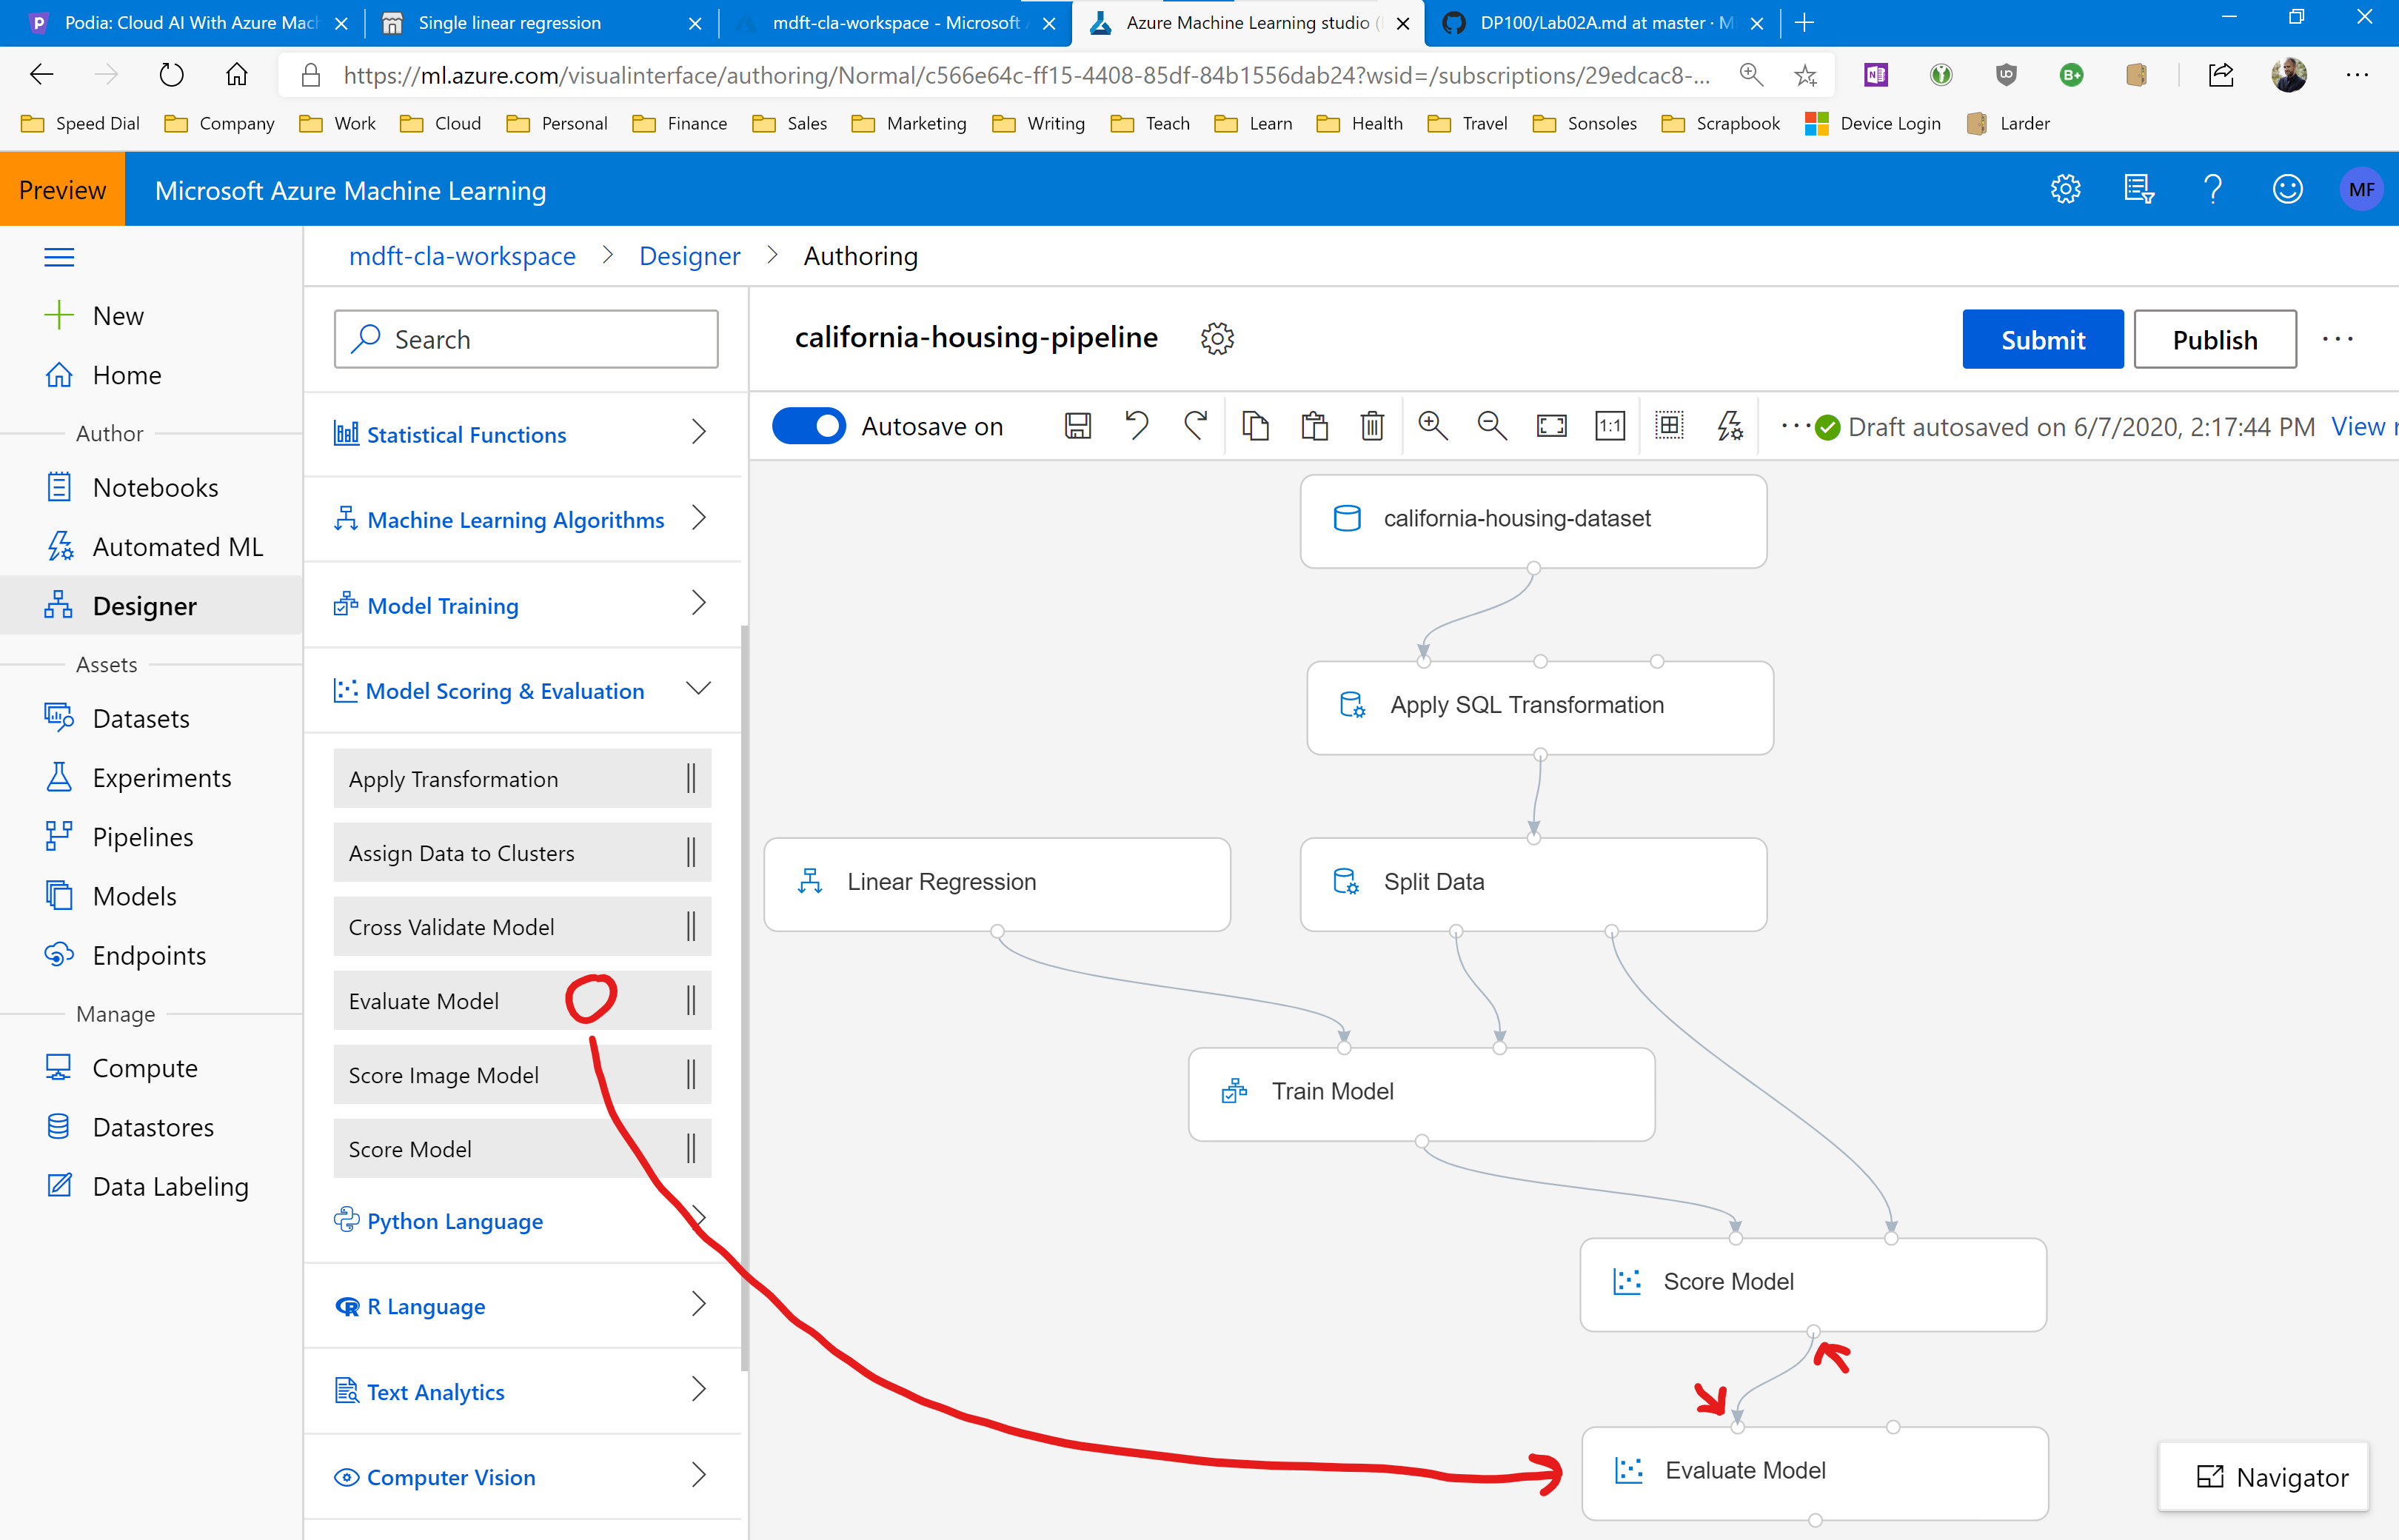 Podia: Cloud AI With Azure Mach
Single linear regression
mdft-cla-workspace - Microsoft A
Azure Machine Learning studio (
DP100/Lab02A.md at master · M
https://ml.azure.com/visualinterface/authoring/Normal/c566e64c-ff15-4408-85df-84b1556dab24?wsid=/subscriptions/29edcac8-...
Speed Dial Company Work Cloud Personal Finance Sales Marketing Writing Teach Learn Health Travel Sonsoles Scrapbook Device Login Larder
Preview Microsoft Azure Machine Learning MF
mdft-cla-workspace > Designer > Authoring
New
Home
Author
Notebooks
Automated ML
Designer
Assets
Datasets
Experiments
Pipelines
Models
Endpoints
Manage
Compute
Datastores
Data Labeling
Search
Statistical Functions
Machine Learning Algorithms
Model Training
Model Scoring & Evaluation
Apply Transformation
Assign Data to Clusters
Cross Validate Model
Evaluate Model
Score Image Model
Score Model
Python Language
R Language
Text Analytics
Computer Vision
california-housing-pipeline
Submit
Publish
Autosave on
1:1
Draft autosaved on 6/7/2020, 2:17:44 PM View
california-housing-dataset
Apply SQL Transformation
Linear Regression
Split Data
Train Model
Score Model
Evaluate Model
Navigator